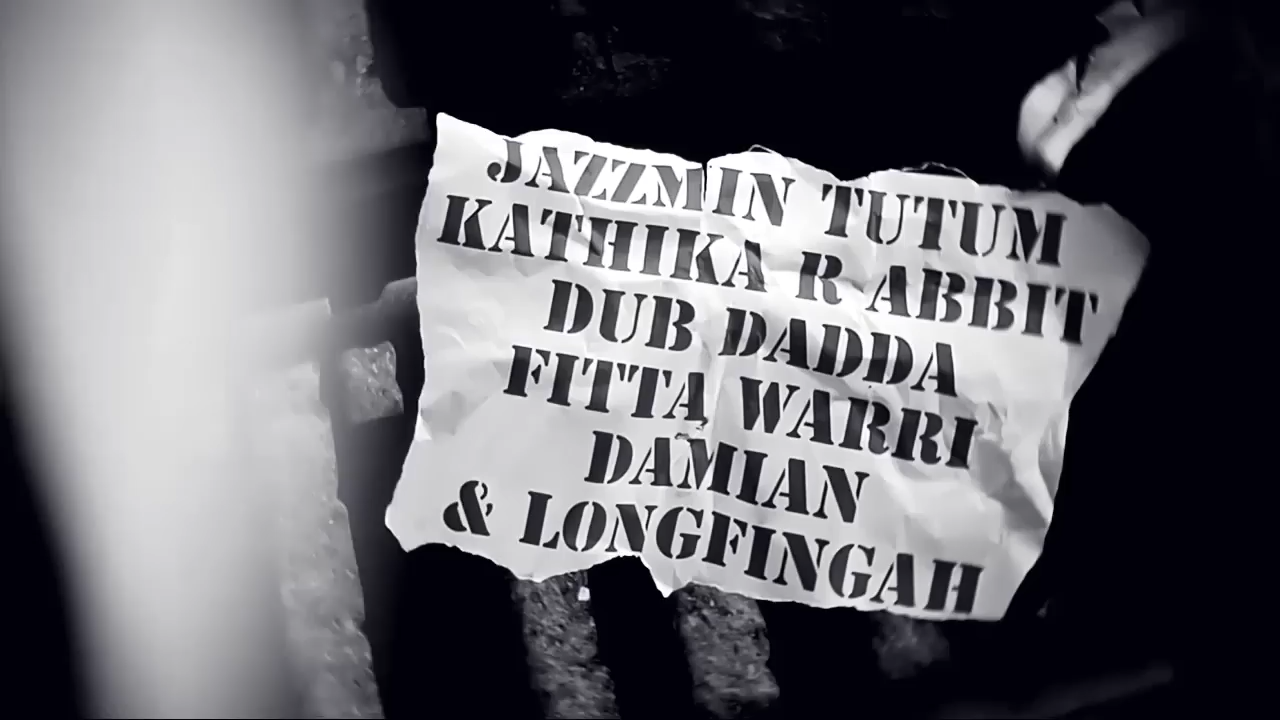 JAZZMIN TUTUM
KATHIKA R ABBIT
DUB DADDA
FITTA WARRI
DAMIAN
& LONGFINGAH